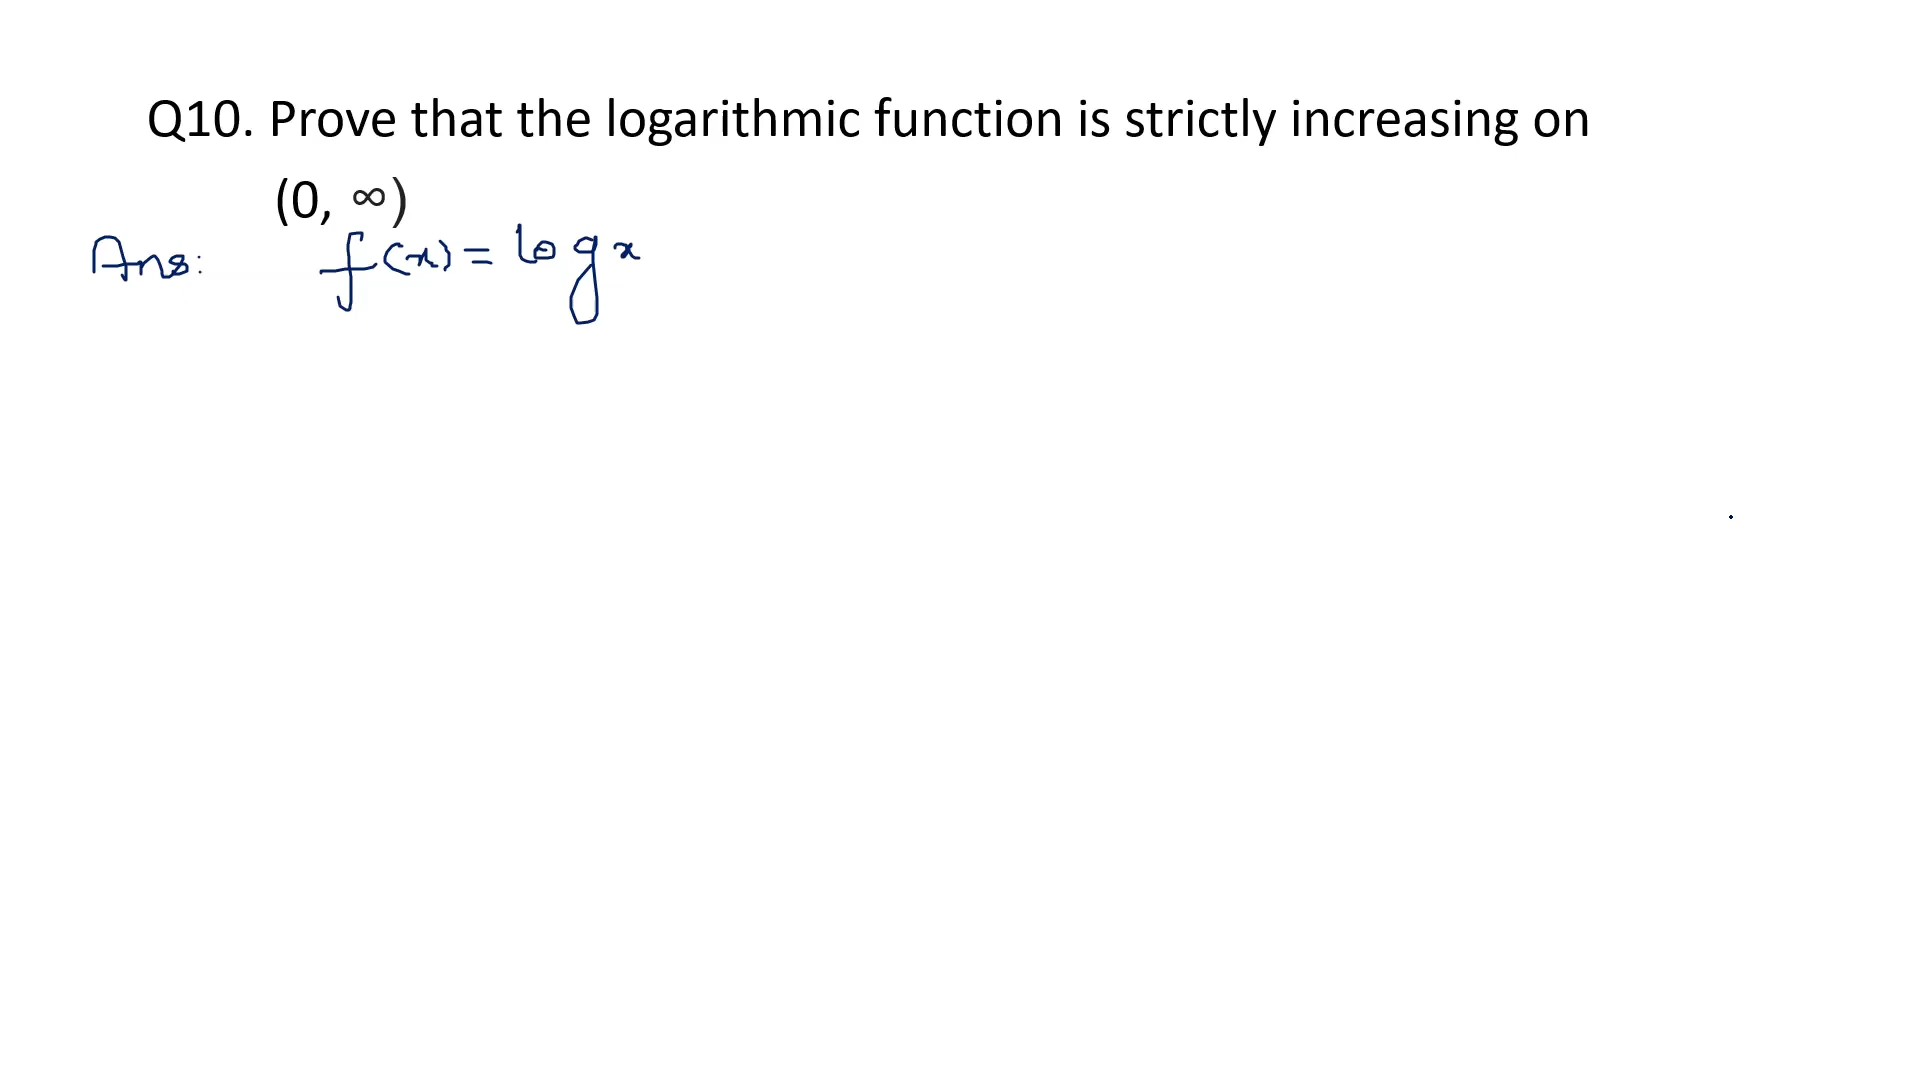 Q10. Prove that the logarithmic function is strictly increasing on
(0, ∞)
Ans: f(x) = log x